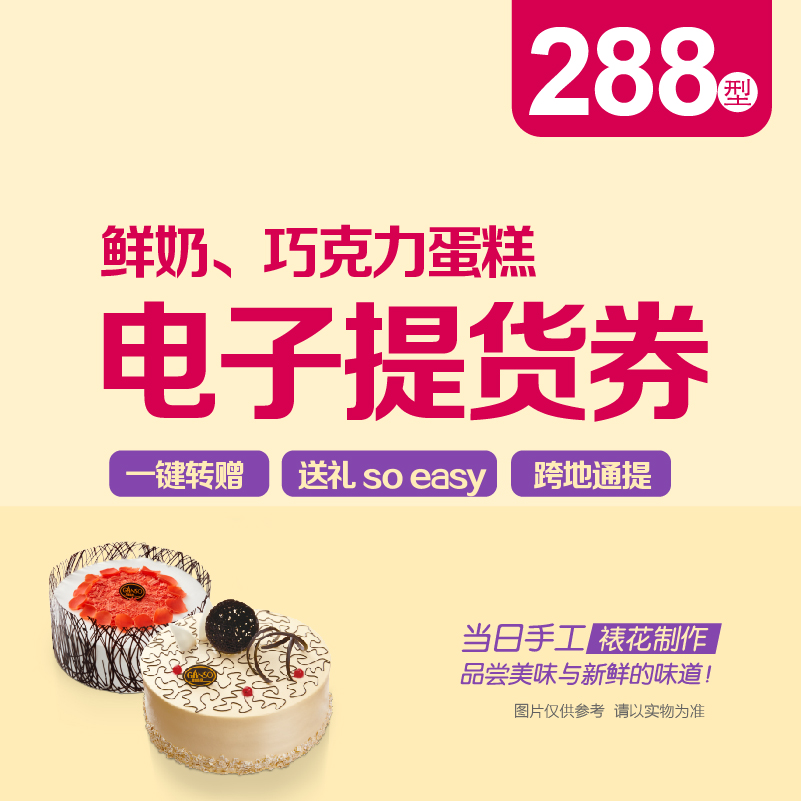 288型
鲜奶、巧克力蛋糕
电子提货券
一键转赠 送礼 so easy 跨地通提
GANSO
GANSO
当日手工 裱花制作
品尝美味与新鲜的味道！
图片仅供参考 请以实物为准